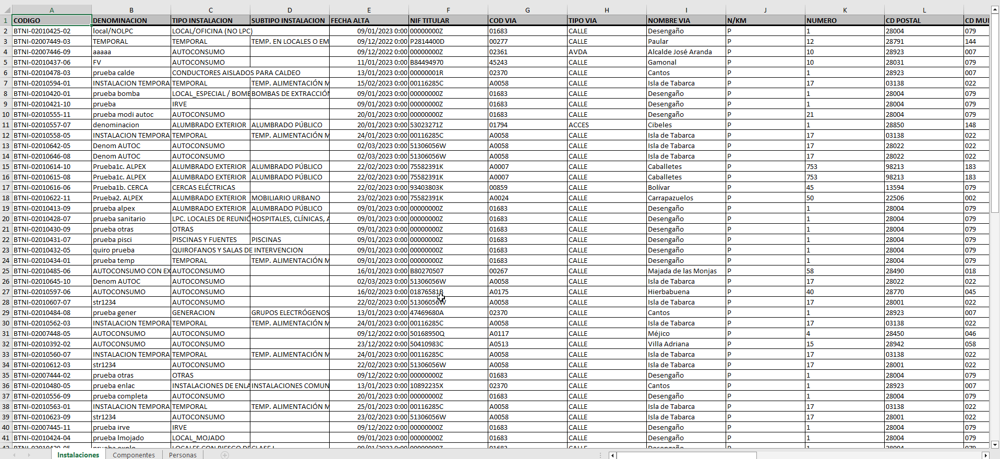 A B C D E F G H I J K L
1 CODIGO DENOMINACION TIPO INSTALACION SUBTIPO INSTALACION FECHA ALTA NIF TITULAR COD VIA TIPO VIA NOMBRE VIA N/KM NUMERO CD POSTAL CD MUI
2 BTNI-02010425-02 local/NOLPC LOCAL/OFICINA (NO LPC) 09/01/2023 0:00 00000000Z 01683 CALLE Desengaño P 1 28004 079
3 BTNI-02007449-03 TEMPORAL TEMPORAL TEMP. EN LOCALES O EM 09/12/2022 0:00 P2814400D 00277 CALLE Paular P 12 28791 144
4 BTNI-02007446-09 aaaaa AUTOCONSUMO 09/12/2022 0:00 00000000Z 02361 AVDA Alcalde José Aranda P 10 28923 007
5 BTNI-02010437-06 FV AUTOCONSUMO 11/01/2023 0:00 B84494970 45243 CALLE Gamonal P 10 28031 079
6 BTNI-02010478-03 prueba calde CONDUCTORES AISLADOS PARA CALDEO 13/01/2023 0:00 00000001R 02370 CALLE Cantos P 1 28923 007
7 BTNI-02010594-01 INSTALACION TEMPORA TEMPORAL TEMP. ALIMENTACIÓN M 15/02/2023 0:00 00116285C A0058 CALLE Isla de Tabarca P 17 03138 022
8 BTNI-02010420-01 prueba bomba LOCAL_ESPECIAL / BOME BOMBAS DE EXTRACCIÓN 09/01/2023 0:00 00000000Z 01683 CALLE Desengaño P 1 28004 079
9 BTNI-02010421-10 prueba IRVE 09/01/2023 0:00 00000000Z 01683 CALLE Desengaño P 1 28004 079
10 BTNI-02010555-11 prueba modi autoc AUTOCONSUMO 20/01/2023 0:00 00000000Z 01683 CALLE Desengaño P 21 28004 079
11 BTNI-02010557-07 denominacion ALUMBRADO EXTERIOR ALUMBRADO PÚBLICO 20/01/2023 0:00 53023271Z 01794 ACCES Cibeles P 1 28850 148
12 BTNI-02010558-05 INSTALACION TEMPORA TEMPORAL TEMP. ALIMENTACIÓN M 24/01/2023 0:00 00116285C A0058 CALLE Isla de Tabarca P 17 03138 022
13 BTNI-02010642-05 Denom AUTOC AUTOCONSUMO 02/03/2023 0:00 51306056W A0058 CALLE Isla de Tabarca P 17 28022 022
14 BTNI-02010646-08 Denom AUTOC AUTOCONSUMO 02/03/2023 0:00 51306056W A0058 CALLE Isla de Tabarca P 17 28022 022
15 BTNI-02010614-10 Prueba1c. ALPEX ALUMBRADO EXTERIOR ALUMBRADO PÚBLICO 22/02/2023 0:00 75582391K A0007 CALLE Caballetes P 753 98213 183
16 BTNI-02010615-08 Prueba1c. ALPEX ALUMBRADO EXTERIOR ALUMBRADO PÚBLICO 22/02/2023 0:00 75582391K A0007 CALLE Caballetes P 753 98213 183
17 BTNI-02010616-06 Prueba1b. CERCA CERCAS ELÉCTRICAS 22/02/2023 0:00 93403803K 00859 CALLE Bolívar P 45 13594 079
18 BTNI-02010622-11 Prueba2. ALPEX ALUMBRADO EXTERIOR MOBILIARIO URBANO 23/02/2023 0:00 75582391K A0024 CALLE Carrapazuelos P 50 22506 002
19 BTNI-02010413-09 prueba alpex ALUMBRADO EXTERIOR ALUMBRADO PÚBLICO 09/01/2023 0:00 00000000Z 01683 CALLE Desengaño P 1 28004 079
20 BTNI-02010428-07 prueba sanitario LPC. LOCALES DE REUNIÓ HOSPITALES, CLÍNICAS, A 09/01/2023 0:00 00000000Z 01683 CALLE Desengaño P 1 28004 079
21 BTNI-02010430-09 prueba otras OTRAS 09/01/2023 0:00 00000000Z 01683 CALLE Desengaño P 1 28004 079
22 BTNI-02010431-07 prueba pisci PISCINAS Y FUENTES PISCINAS 09/01/2023 0:00 00000000Z 01683 CALLE Desengaño P 1 28004 079
23 BTNI-02010432-05 quiro prueba QUIROFANOS Y SALAS DE INTERVENCION 09/01/2023 0:00 00000000Z 01683 CALLE Desengaño P 1 28004 079
24 BTNI-02010434-01 prueba temp TEMPORAL TEMP. ALIMENTACIÓN M 09/01/2023 0:00 00000000Z 01683 CALLE Desengaño P 1 28004 079
25 BTNI-02010485-06 AUTOCONSUMO CON EX AUTOCONSUMO 16/01/2023 0:00 B80270507 00267 CALLE Majada de las Monjas P 58 28490 018
26 BTNI-02010645-10 Denom AUTOC AUTOCONSUMO 02/03/2023 0:00 51306056W A0058 CALLE Isla de Tabarca P 17 28022 022
27 BTNI-02010597-06 AUTOCONSUMO AUTOCONSUMO 16/02/2023 0:00 01876581B A0175 CALLE Hierbabuena P 40 28770 045
28 BTNI-02010607-07 str1234 AUTOCONSUMO 22/02/2023 0:00 51306056W A0058 CALLE Isla de Tabarca P 17 28001 022
29 BTNI-02010484-08 prueba gener GENERACION GRUPOS ELECTRÓGENOS 13/01/2023 0:00 47469680A 02370 CALLE Cantos P 1 28923 007
30 BTNI-02010562-03 INSTALACION TEMPORA TEMPORAL TEMP. ALIMENTACIÓN M 24/01/2023 0:00 00116285C A0058 CALLE Isla de Tabarca P 17 03138 022
31 BTNI-02007448-05 AUTOCONSUMO AUTOCONSUMO 09/12/2022 0:00 50168950Q A0117 CALLE Méjico P 4 28450 046
32 BTNI-02010392-02 AUTOCONSUMO AUTOCONSUMO 23/12/2022 0:00 50410983C A0513 CALLE Villa Adriana P 15 28942 058
33 BTNI-02010560-07 INSTALACION TEMPORA TEMPORAL TEMP. ALIMENTACIÓN M 24/01/2023 0:00 00116285C A0058 CALLE Isla de Tabarca P 17 03138 022
34 BTNI-02010612-03 str1234 AUTOCONSUMO 22/02/2023 0:00 51306056W A0058 CALLE Isla de Tabarca P 17 28001 022
35 BTNI-02007444-02 prueba otras OTRAS 09/12/2022 0:00 00000000Z 01683 CALLE Desengaño P 1 28004 079
36 BTNI-02010480-05 prueba enlac INSTALACIONES DE ENLA INSTALACIONES COMUN 13/01/2023 0:00 10892235X 02370 CALLE Cantos P 1 28923 007
37 BTNI-02010556-09 prueba completa AUTOCONSUMO 20/01/2023 0:00 00000000Z 01683 CALLE Desengaño P 1 28004 079
38 BTNI-02010563-01 INSTALACION TEMPORA TEMPORAL TEMP. ALIMENTACIÓN M 25/01/2023 0:00 00116285C A0058 CALLE Isla de Tabarca P 17 03138 022
39 BTNI-02010623-09 str1234 AUTOCONSUMO 23/02/2023 0:00 51306056W A0058 CALLE Isla de Tabarca P 17 28001 022
40 BTNI-02007445-11 prueba irve IRVE 09/12/2022 0:00 00000000Z 01683 CALLE Desengaño P 1 28004 079
41 BTNI-02010424-04 prueba lmojado LOCAL_MOJADO 09/01/2023 0:00 00000000Z 01683 CALLE Desengaño P 1 28004 079
Instalaciones Componentes Personas